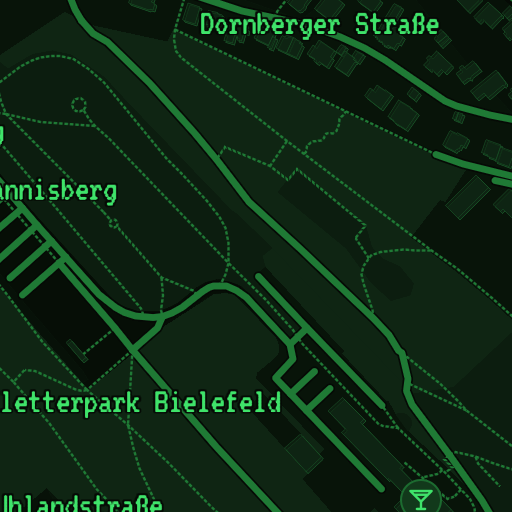 Dornberger Straße
annisberg
letterpark Bielefeld
Uhlandstraße